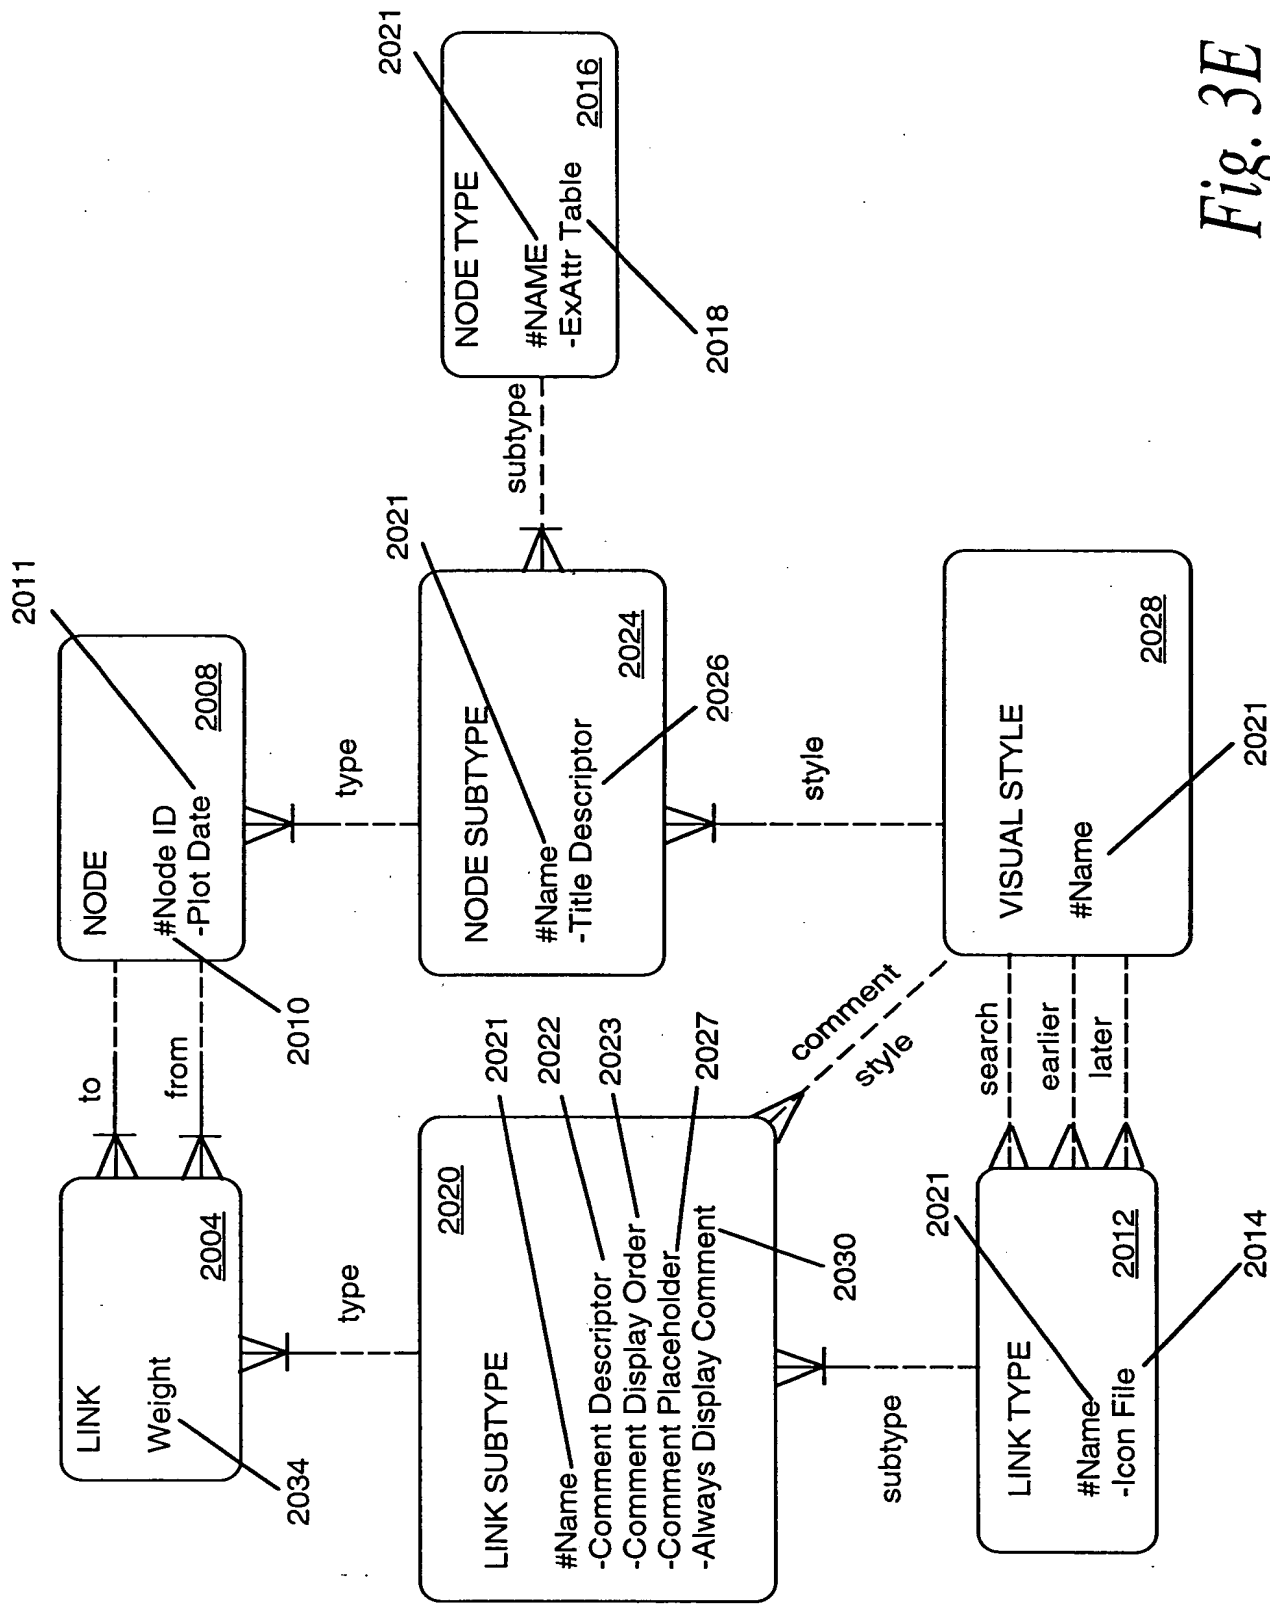 LINK
Weight
2004
2034
to
from
NODE
#Node ID
-Plot Date
2008
2010
2011
type
type
LINK SUBTYPE
2020
#Name
-Comment Descriptor
-Comment Display Order
-Comment Placeholder
-Always Display Comment
2021
2022
2023
2027
2030
NODE SUBTYPE
#Name
-Title Descriptor
2024
2021
2026
subtype
NODE TYPE
#NAME
-ExAttr Table
2016
2021
2018
subtype
comment
style
style
LINK TYPE
#Name
-Icon File
2012
2021
2014
search
earlier
later
VISUAL STYLE
#Name
2028
2021
Fig. 3E